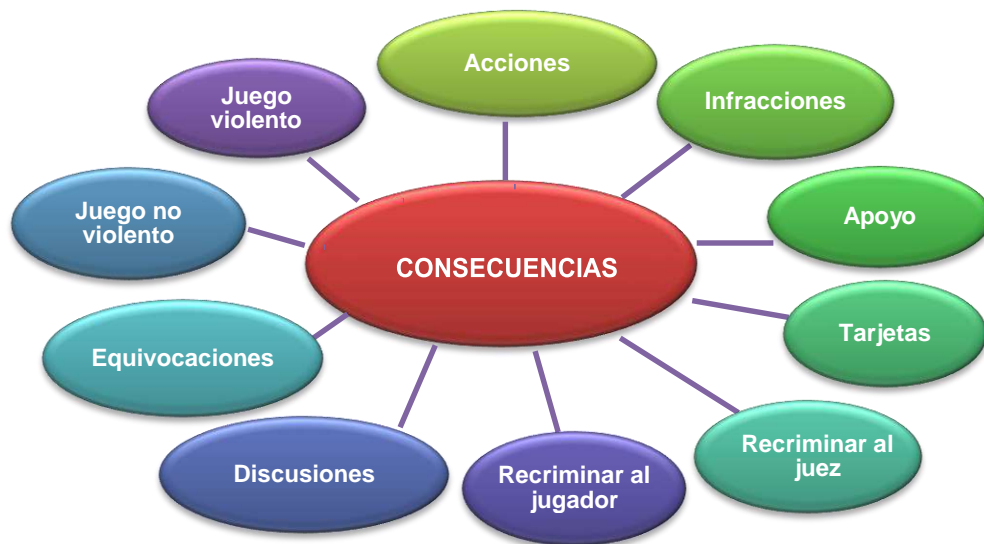 Acciones
Infracciones
Apoyo
Tarjetas
Recriminar al
juez
Recriminar al
jugador
Discusiones
Equivocaciones
Juego no
violento
Juego
violento
CONSECUENCIAS